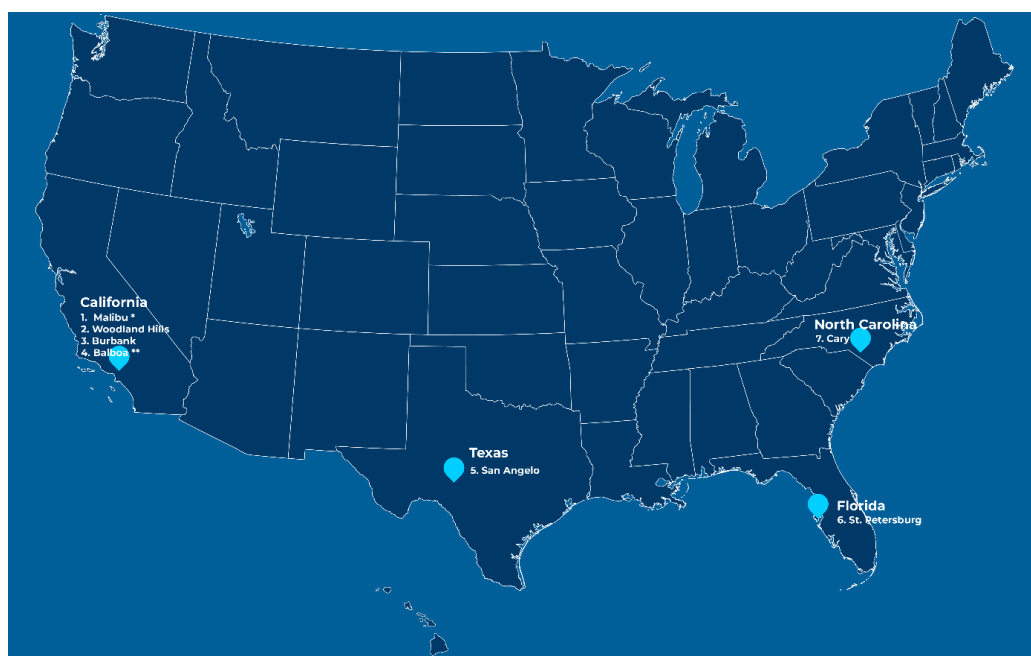 California
1. Malibu *
2. Woodland Hills
3. Burbank
4. Balboa **
North Carolina
7. Cary
Texas
5. San Angelo
Florida
6. St. Petersburg